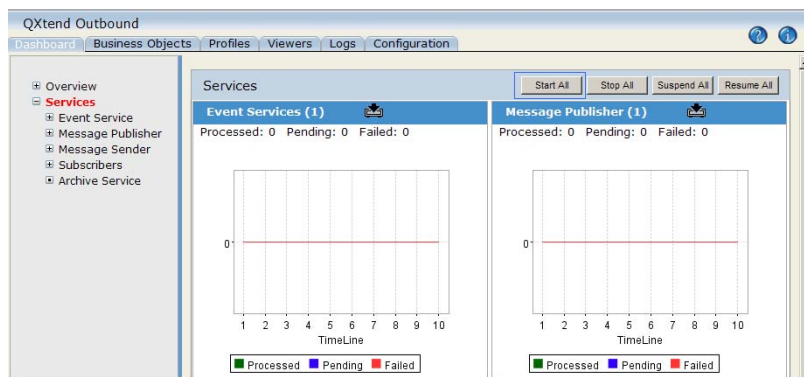 QXtend Outbound
Dashboard Business Objects Profiles Viewers Logs Configuration
Overview
Services
Event Service
Message Publisher
Message Sender
Subscribers
Archive Service
Services
Start All Stop All Suspend All Resume All
Event Services (1)
Processed: 0 Pending: 0 Failed: 0
0
1 2 3 4 5 6 7 8 9 10
TimeLine
Processed Pending Failed
Message Publisher (1)
Processed: 0 Pending: 0 Failed: 0
0
1 2 3 4 5 6 7 8 9 10
TimeLine
Processed Pending Failed